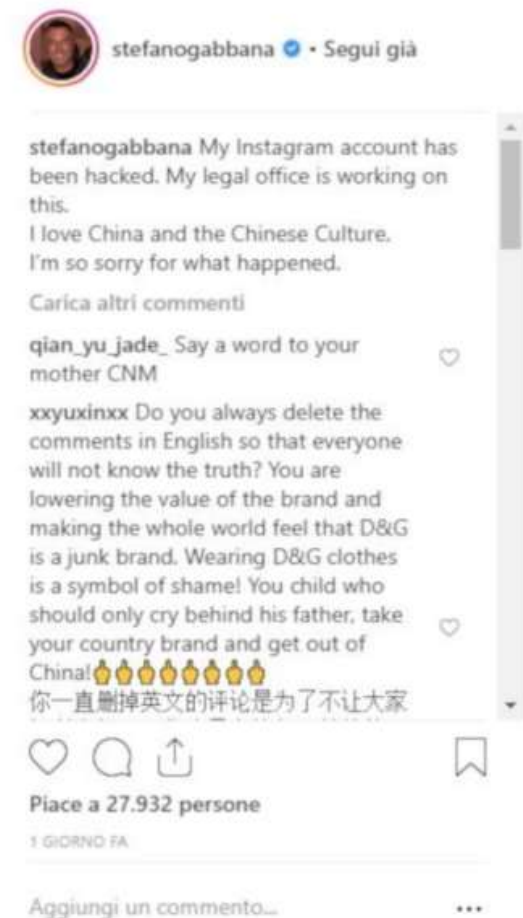 stefanogabbana • Segui già
stefanogabbana My Instagram account has
been hacked. My legal office is working on
this.
I love China and the Chinese Culture.
I'm so sorry for what happened.
Carica altri commenti
qian_yu_jade_ Say a word to your
mother CNM
xxyuxinxx Do you always delete the
comments in English so that everyone
will not know the truth? You are
lowering the value of the brand and
making the whole world feel that D&G
is a junk brand. Wearing D&G clothes
is a symbol of shame! You child who
should only cry behind his father, take
your country brand and get out of
China!🖕🖕🖕🖕🖕🖕🖕🖕
你一直删掉英文的评论是为了不让大家
Piace a 27.932 persone
1 GIORNO FA
Aggiungi un commento...